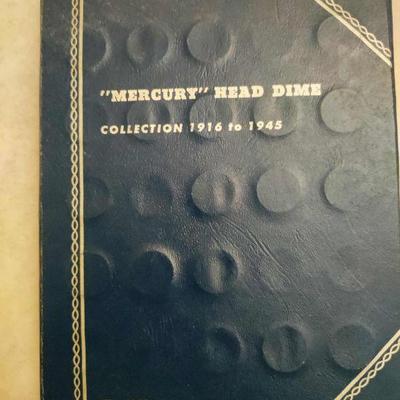 "MERCURY" HEAD DIME
COLLECTION 1916 to 1945